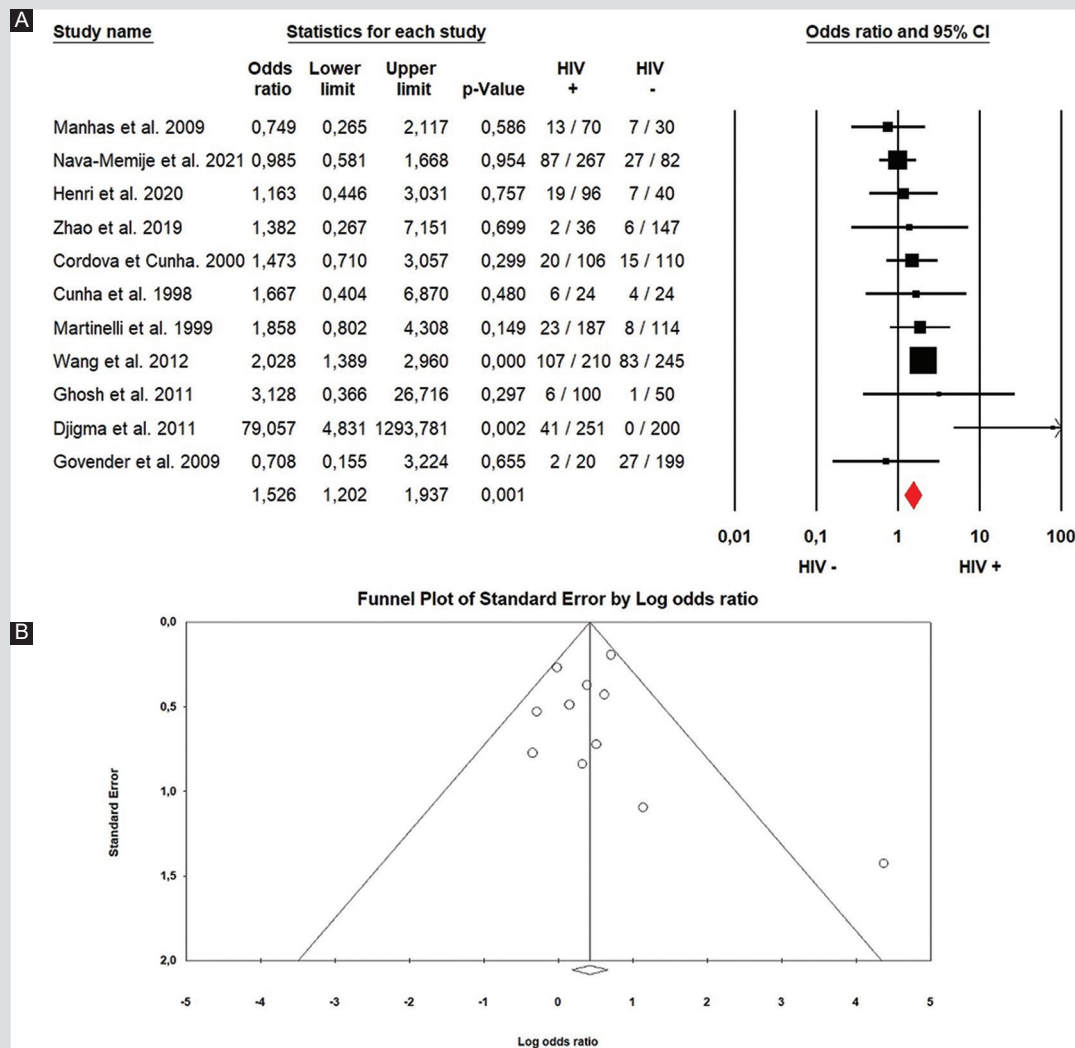 A
Study name Statistics for each study Odds ratio and 95% CI
Odds Lower Upper HIV HIV
ratio limit limit p-Value + -
Manhas et al. 2009 0,749 0,265 2,117 0,586 13 / 70 7 / 30
Nava-Memije et al. 2021 0,985 0,581 1,668 0,954 87 / 267 27 / 82
Henri et al. 2020 1,163 0,446 3,031 0,757 19 / 96 7 / 40
Zhao et al. 2019 1,382 0,267 7,151 0,699 2 / 36 6 / 147
Cordova et Cunha. 2000 1,473 0,710 3,057 0,299 20 / 106 15 / 110
Cunha et al. 1998 1,667 0,404 6,870 0,480 6 / 24 4 / 24
Martinelli et al. 1999 1,858 0,802 4,308 0,149 23 / 187 8 / 114
Wang et al. 2012 2,028 1,389 2,960 0,000 107 / 210 83 / 245
Ghosh et al. 2011 3,128 0,366 26,716 0,297 6 / 100 1 / 50
Djigma et al. 2011 79,057 4,831 1293,781 0,002 41 / 251 0 / 200
Govender et al. 2009 0,708 0,155 3,224 0,655 2 / 20 27 / 199
1,526 1,202 1,937 0,001
0,01 0,1 1 10 100
HIV - HIV +
B
Funnel Plot of Standard Error by Log odds ratio
0,0
0,5
1,0
1,5
2,0
Standard Error
-5 -4 -3 -2 -1 0 1 2 3 4 5
Log odds ratio